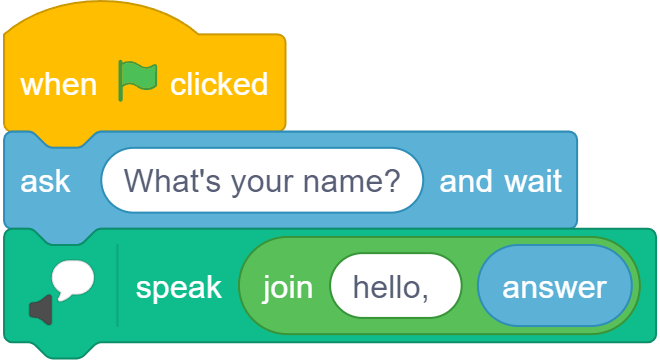 when clicked
ask What's your name? and wait
speak join hello, answer